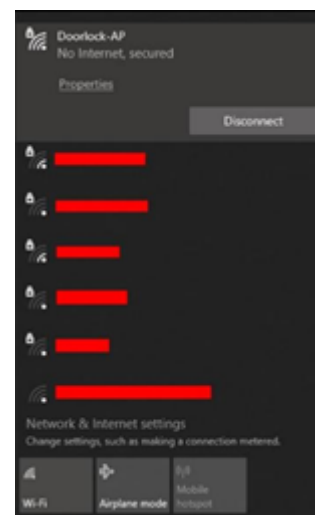 Doorlock-AP
No Internet, secured
Properties
Disconnect
Network & Internet settings
Change settings, such as making a connection metered.
Wi-Fi
Airplane mode
Mobile
hotspot